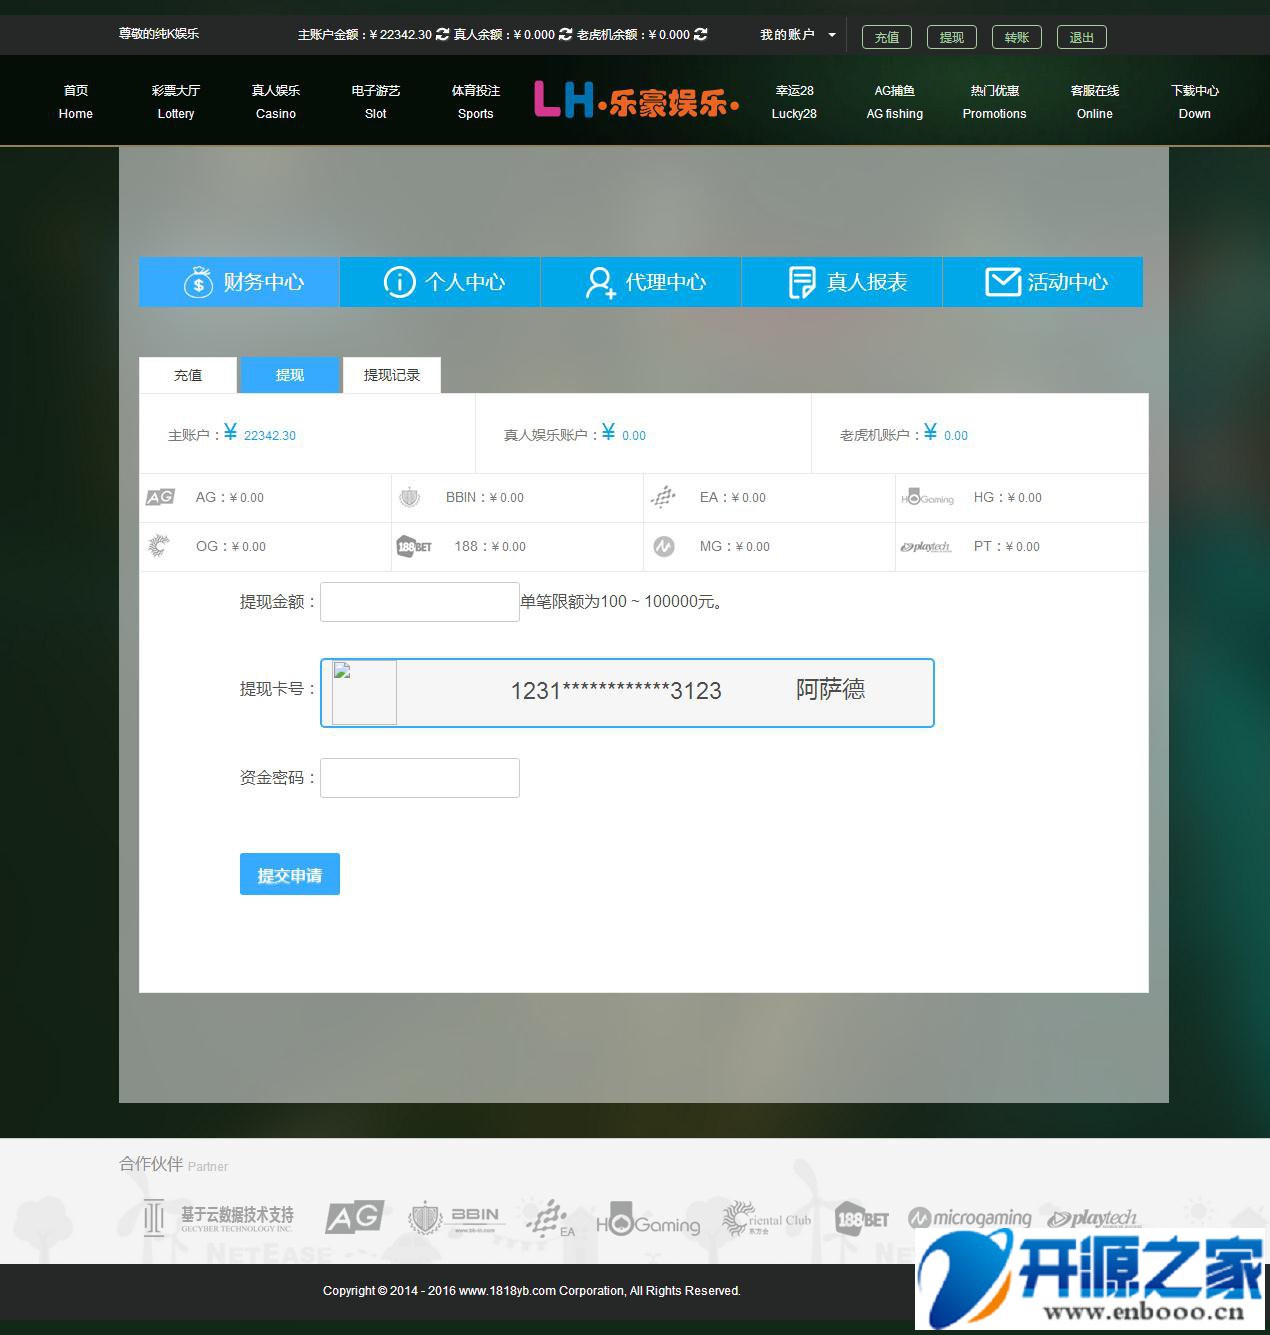 尊敬的纯K娱乐 主账户金额：¥ 22342.30 真人余额：¥ 0.000 老虎机余额：¥ 0.000 我的账户 充值 提现 转账 退出
首页 彩票大厅 真人娱乐 电子游艺 体育投注 LH·乐豪娱乐· 幸运28 AG捕鱼 热门优惠 客服在线 下载中心
Home Lottery Casino Slot Sports Lucky28 AG fishing Promotions Online Down
财务中心 个人中心 代理中心 真人报表 活动中心
充值 提现 提现记录
主账户：¥ 22342.30 真人娱乐账户：¥ 0.00 老虎机账户：¥ 0.00
AG AG：¥ 0.00 BBIN：¥ 0.00 EA：¥ 0.00 HoGaming HG：¥ 0.00
OG：¥ 0.00 188BET 188：¥ 0.00 MG：¥ 0.00 playtech PT：¥ 0.00
提现金额： 单笔限额为100 ~ 100000元。
提现卡号： 1231************3123 阿萨德
资金密码：
提交申请
合作伙伴 Partner
基于云数据技术支持 AG BBIN EA HoGaming Oriental Club 188BET microgaming playtech
GECYBER TECHNOLOGY INC. www.bb-in.com 东方会
NETEASE NE
Copyright © 2014 - 2016 www.1818yb.com Corporation, All Rights Reserved.
开源之家
www.enbooo.cn